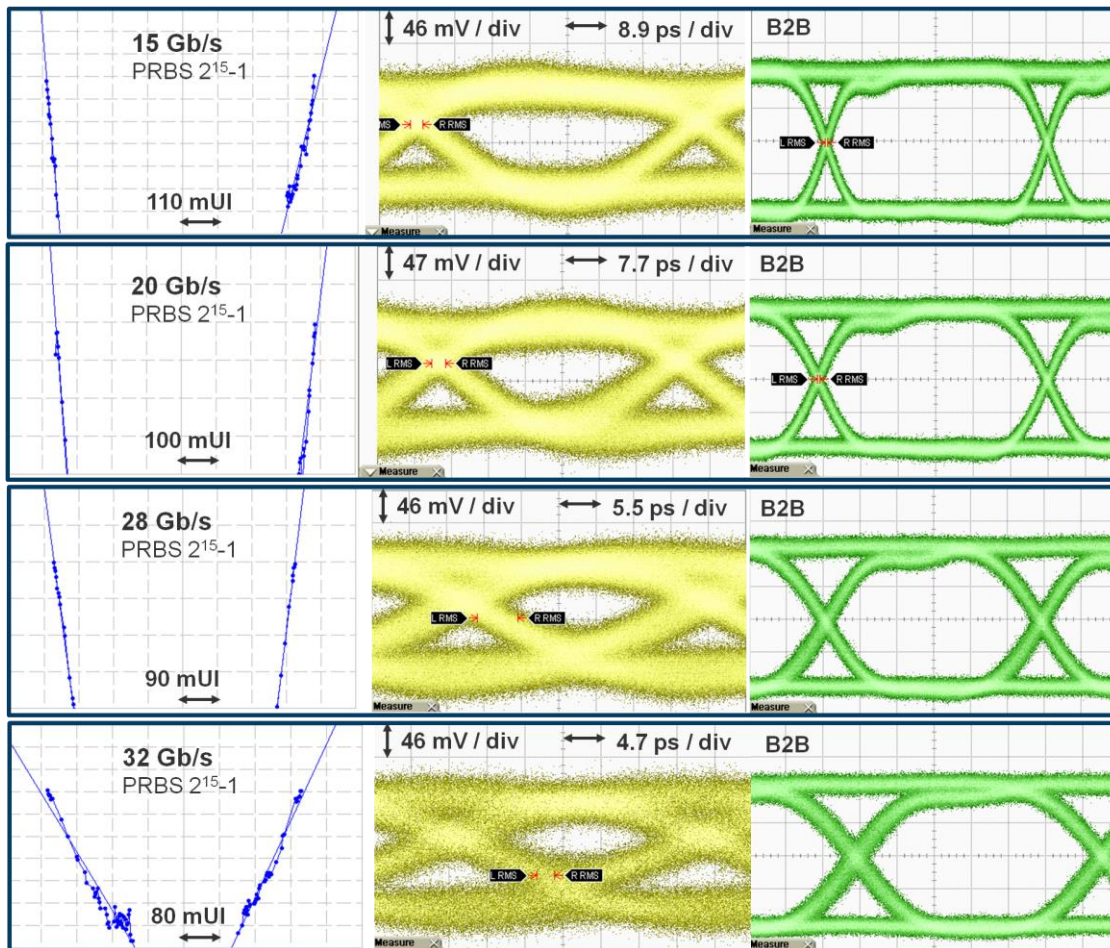 15 Gb/s
PRBS 2¹⁵-1
110 mUI
46 mV / div
8.9 ps / div
RMS
R RMS
Measure
B2B
L RMS
R RMS
Measure
20 Gb/s
PRBS 2¹⁵-1
100 mUI
47 mV / div
7.7 ps / div
L RMS
R RMS
Measure
B2B
L RMS
R RMS
Measure
28 Gb/s
PRBS 2¹⁵-1
90 mUI
46 mV / div
5.5 ps / div
L RMS
R RMS
Measure
B2B
Measure
32 Gb/s
PRBS 2¹⁵-1
80 mUI
46 mV / div
4.7 ps / div
L RMS
R RMS
Measure
B2B